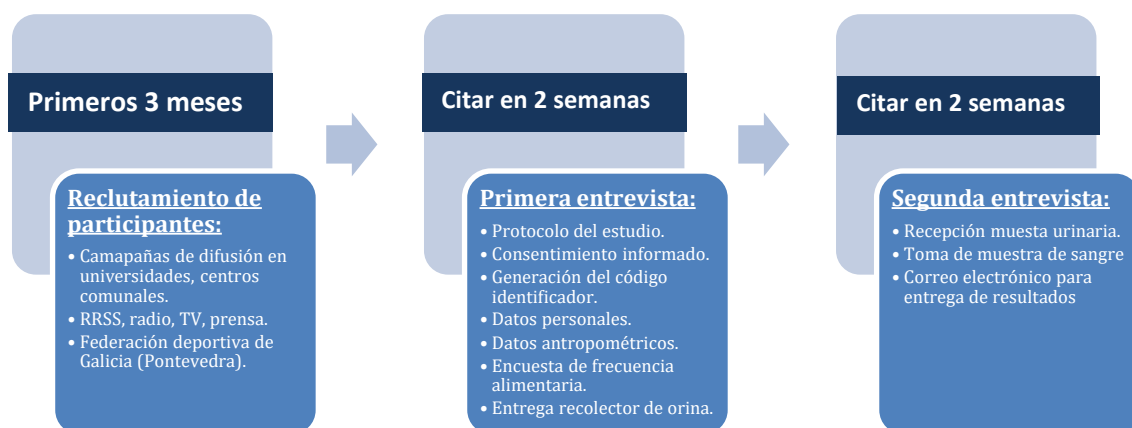 Primeros 3 meses
Reclutamiento de
participantes:
• Camapañas de difusión en
universidades, centros
comunales.
• RRSS, radio, TV, prensa.
• Federación deportiva de
Galicia (Pontevedra).
Citar en 2 semanas
Primera entrevista:
• Protocolo del estudio.
• Consentimiento informado.
• Generación del código
identificador.
• Datos personales.
• Datos antropométricos.
• Encuesta de frecuencia
alimentaria.
• Entrega recolector de orina.
Citar en 2 semanas
Segunda entrevista:
• Recepción muesta urinaria.
• Toma de muestra de sangre
• Correo electrónico para
entrega de resultados